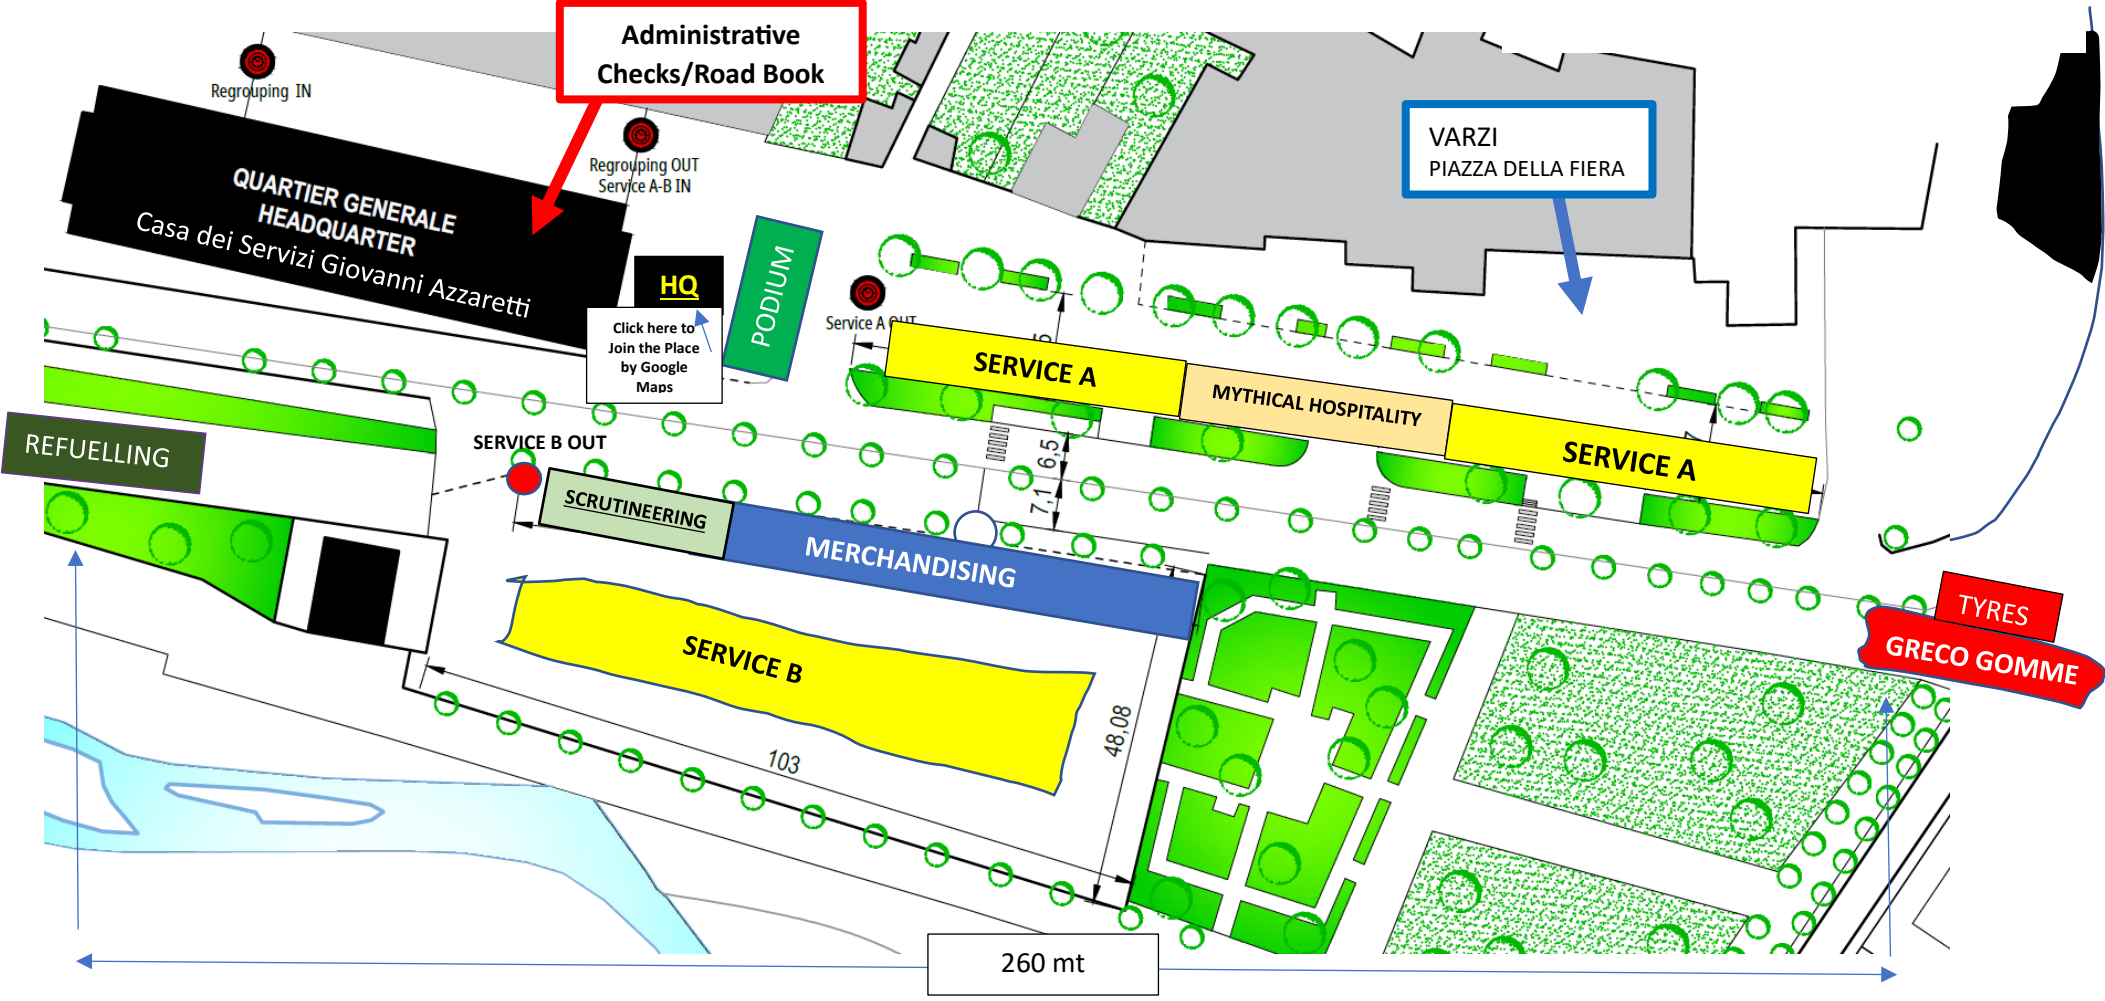 Administrative
Checks/Road Book
Regrouping IN
Regrouping OUT
Service A-B IN
VARZI
PIAZZA DELLA FIERA
QUARTIER GENERALE
HEADQUARTER
Casa dei Servizi Giovanni Azzaretti
HQ
Click here to
Join the Place
by Google
Maps
PODIUM
Service A OUT
5
SERVICE A
MYTHICAL HOSPITALITY
SERVICE A
7
REFUELLING
SERVICE B OUT
6,5
7,1
SCRUTINEERING
MERCHANDISING
SERVICE B
TYRES
GRECO GOMME
48,08
103
260 mt